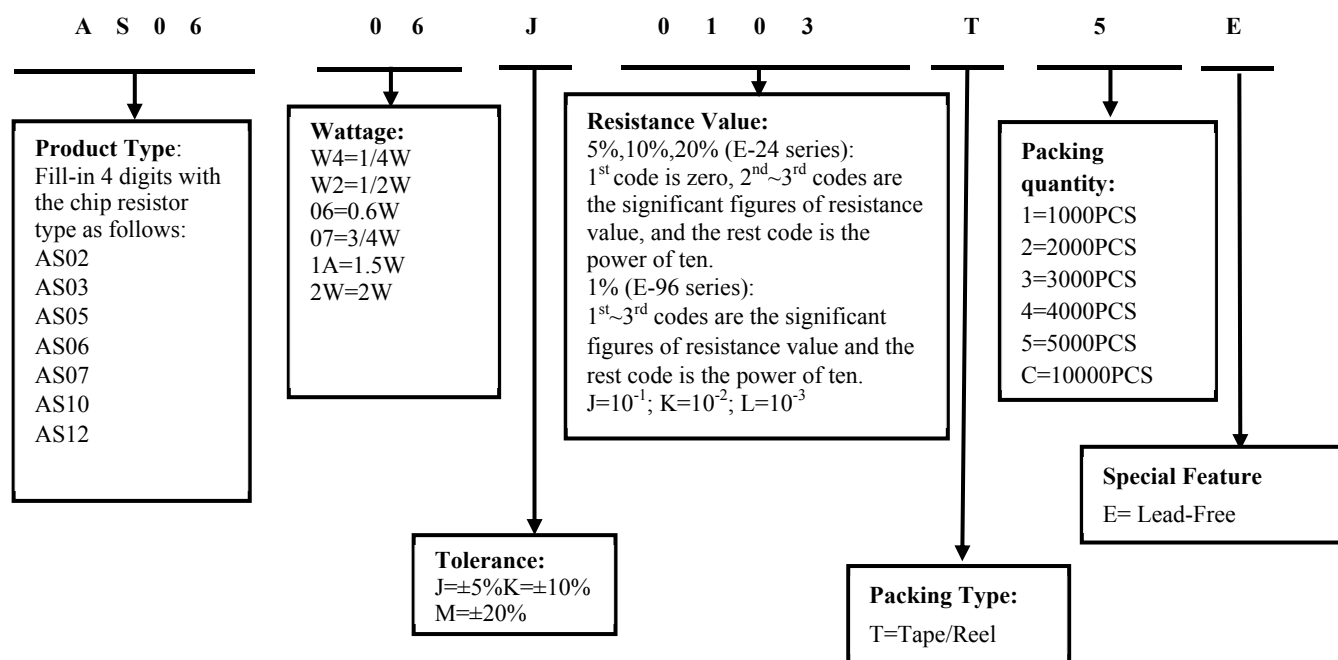 A S 0 6 0 6 J 0 1 0 3 T 5 E
Product Type:
Fill-in 4 digits with
the chip resistor
type as follows:
AS02
AS03
AS05
AS06
AS07
AS10
AS12
Wattage:
W4=1/4W
W2=1/2W
06=0.6W
07=3/4W
1A=1.5W
2W=2W
Tolerance:
J=±5%K=±10%
M=±20%
Resistance Value:
5%,10%,20% (E-24 series):
1st code is zero, 2nd~3rd codes are
the significant figures of resistance
value, and the rest code is the
power of ten.
1% (E-96 series):
1st~3rd codes are the significant
figures of resistance value and the
rest code is the power of ten.
J=10-1; K=10-2; L=10-3
Packing Type:
T=Tape/Reel
Packing
quantity:
1=1000PCS
2=2000PCS
3=3000PCS
4=4000PCS
5=5000PCS
C=10000PCS
Special Feature
E= Lead-Free